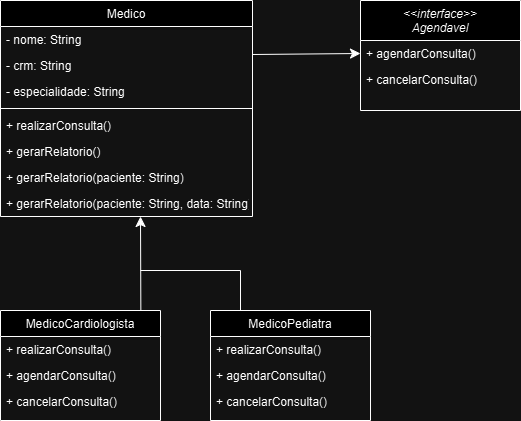 Medico
- nome: String
- crm: String
- especialidade: String
+ realizarConsulta()
+ gerarRelatorio()
+ gerarRelatorio(paciente: String)
+ gerarRelatorio(paciente: String, data: String
<<interface>>
Agendavel
+ agendarConsulta()
+ cancelarConsulta()
MedicoCardiologista
+ realizarConsulta()
+ agendarConsulta()
+ cancelarConsulta()
MedicoPediatra
+ realizarConsulta()
+ agendarConsulta()
+ cancelarConsulta()